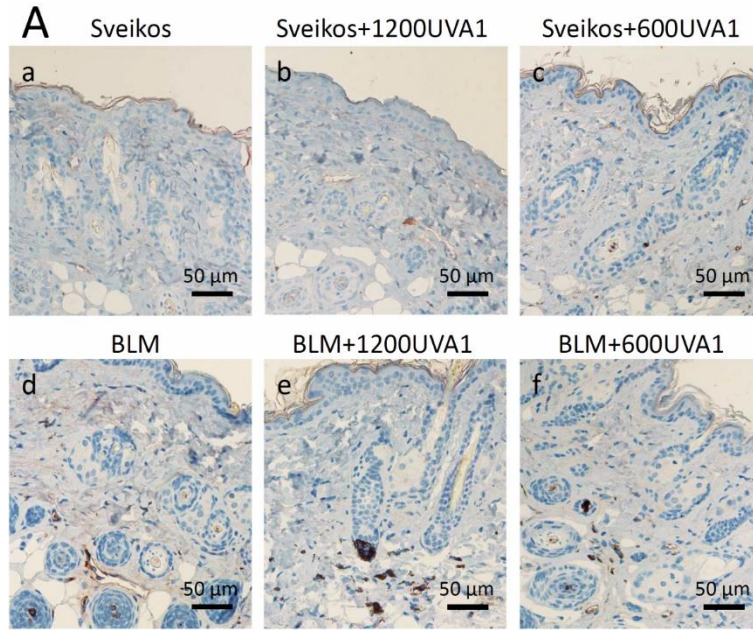 A
Sveikos
Sveikos+1200UVA1
Sveikos+600UVA1
a
b
c
50 µm
50 µm
50 µm
BLM
BLM+1200UVA1
BLM+600UVA1
d
e
f
50 µm
50 µm
50 µm